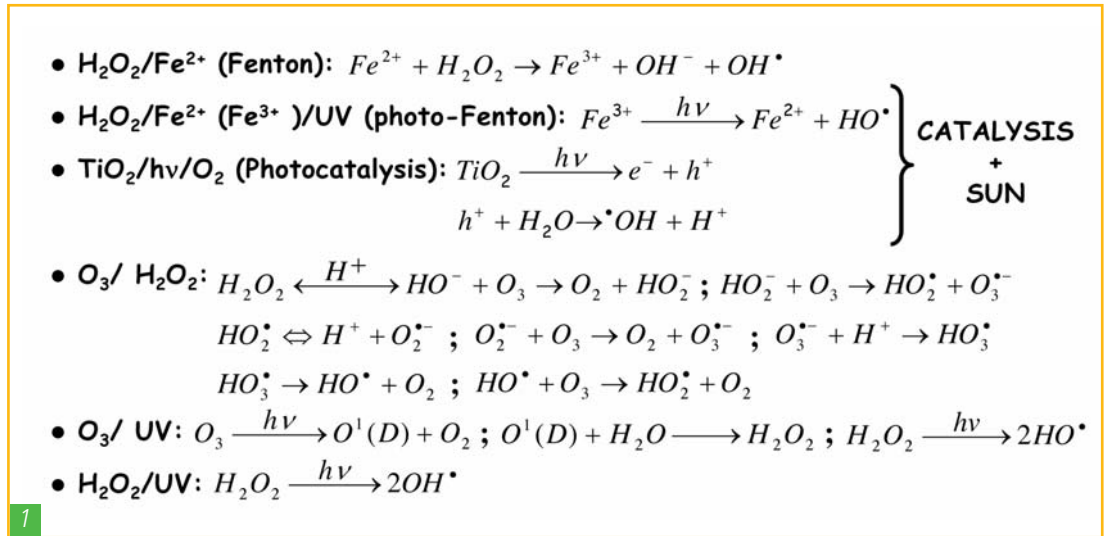 • H₂O₂/Fe²⁺ (Fenton): Fe²⁺ + H₂O₂ → Fe³⁺ + OH⁻ + OH•
• H₂O₂/Fe²⁺ (Fe³⁺ )/UV (photo-Fenton): Fe³⁺ —hν→ Fe²⁺ + HO•
• TiO₂/hν/O₂ (Photocatalysis): TiO₂ —hν→ e⁻ + h⁺
h⁺ + H₂O→•OH + H⁺
CATALYSIS
+
SUN
• O₃/ H₂O₂: H₂O₂ ←H⁺→ HO⁻ + O₃ → O₂ + HO₂⁻ ; HO₂⁻ + O₃ → HO₂• + O₃•⁻
HO₂• ⇔ H⁺ + O₂•⁻ ; O₂•⁻ + O₃ → O₂ + O₃•⁻ ; O₃•⁻ + H⁺ → HO₃•
HO₃• → HO• + O₂ ; HO• + O₃ → HO₂• + O₂
• O₃/ UV: O₃ —hν→ O¹(D) + O₂ ; O¹(D) + H₂O ⟶ H₂O₂ ; H₂O₂ —hν→ 2HO•
• H₂O₂/UV: H₂O₂ —hν→ 2OH•
1